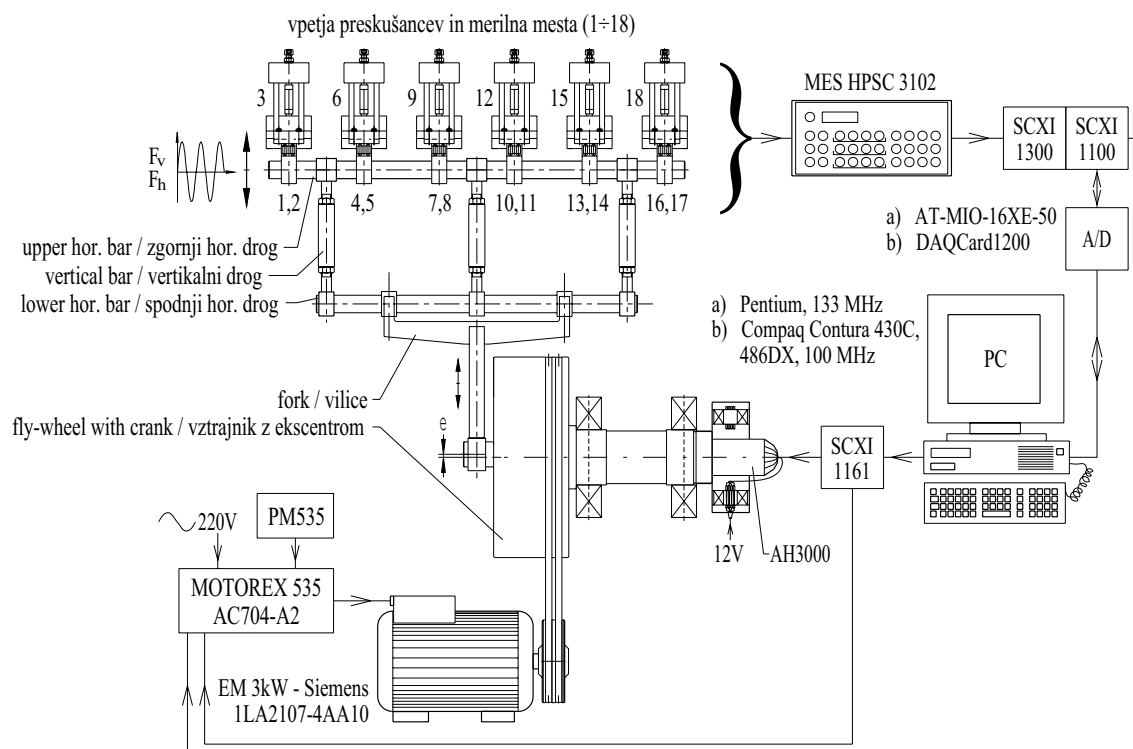 vpetja preskušancev in merilna mesta (1÷18)
3
6
9
12
15
18
MES HPSC 3102
SCXI
1300
SCXI
1100
Fv
Fh
1,2
4,5
7,8
10,11
13,14
16,17
a) AT-MIO-16XE-50
b) DAQCard1200
A/D
upper hor. bar / zgornji hor. drog
vertical bar / vertikalni drog
lower hor. bar / spodnji hor. drog
a) Pentium, 133 MHz
b) Compaq Contura 430C,
486DX, 100 MHz
PC
fork / vilice
fly-wheel with crank / vztrajnik z ekscentrom
e
SCXI
1161
220V
PM535
12V
AH3000
MOTOREX 535
AC704-A2
EM 3kW - Siemens
1LA2107-4AA10